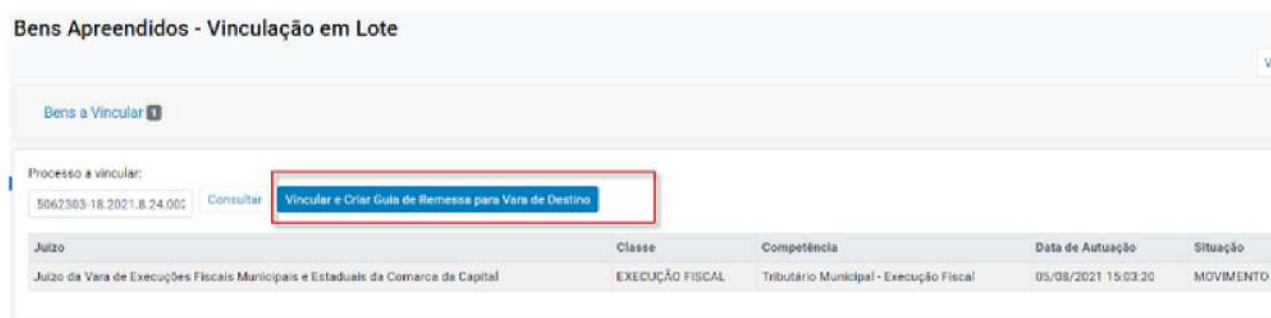 Bens Apreendidos - Vinculação em Lote
V
Bens a Vincular 1
Processo a vincular:
5062303-18.2021.8.24.002 Consultar Vincular e Criar Guia de Remessa para Vara de Destino
Juízo Classe Competência Data de Autuação Situação
Juízo da Vara de Execuções Fiscais Municipais e Estaduais da Comarca da Capital EXECUÇÃO FISCAL Tributário Municipal - Execução Fiscal 05/08/2021 15:03:20 MOVIMENTO